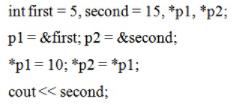 int first = 5, second = 15, *p1, *p2;
p1 = &first; p2 = &second;
*p1 = 10; *p2 = *p1;
cout << second;